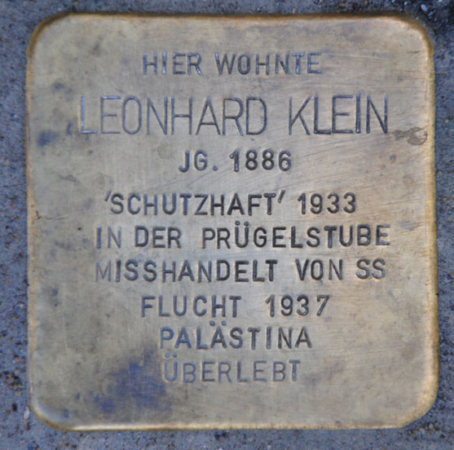 HIER WOHNTE
LEONHARD KLEIN
JG. 1886
'SCHUTZHAFT' 1933
IN DER PRÜGELSTUBE
MISSHANDELT VON SS
FLUCHT 1937
PALÄSTINA
ÜBERLEBT